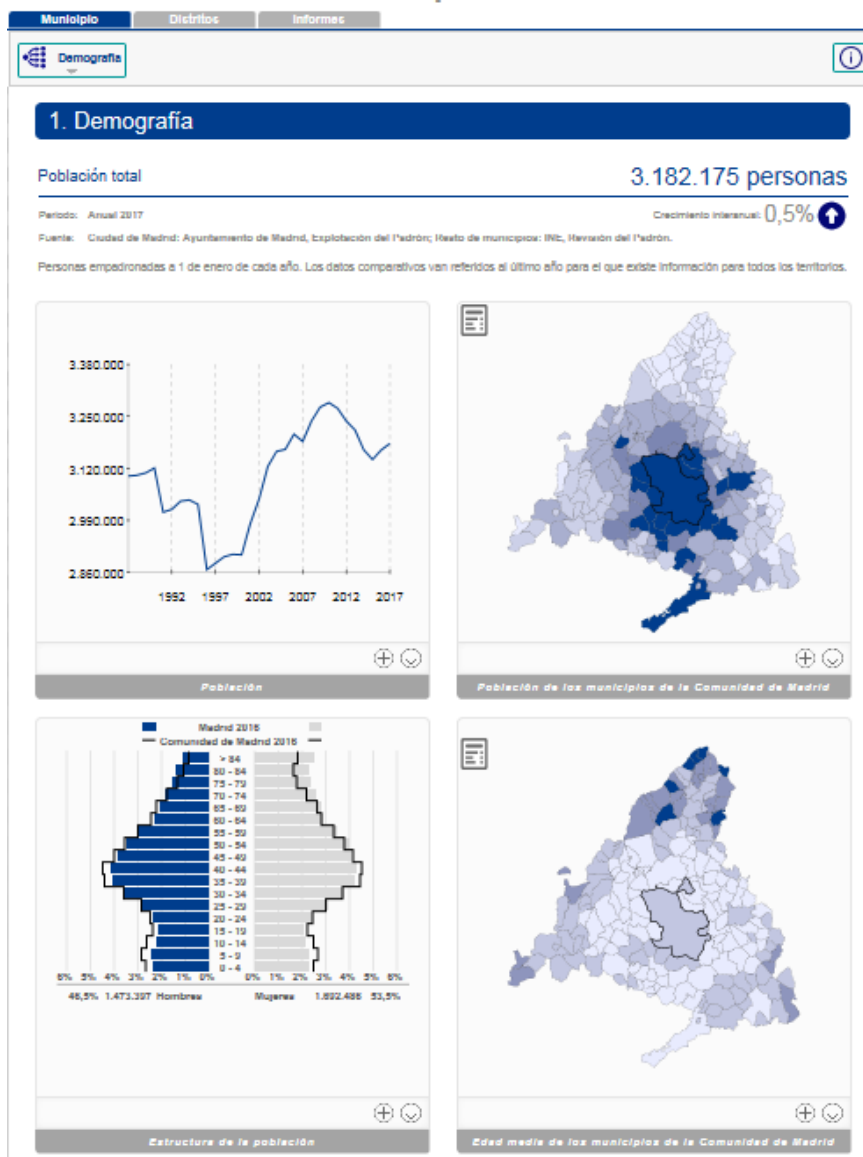 Municipio Distritos Informes
Demografía
1. Demografía
Población total 3.182.175 personas
Periodo: Anual 2017 Crecimiento interanual: 0,5%
Fuente: Ciudad de Madrid: Ayuntamiento de Madrid, Explotación del Padrón; Resto de municipios: INE, Revisión del Padrón.
Personas empadronadas a 1 de enero de cada año. Los datos comparativos van referidos al último año para el que existe información para todos los territorios.
3.380.000
3.250.000
3.120.000
2.990.000
2.860.000
1992 1997 2002 2007 2012 2017
Población
Población de los municipios de la Comunidad de Madrid
Madrid 2016
Comunidad de Madrid 2016
> 84
80 - 84
75 - 79
70 - 74
65 - 69
60 - 64
55 - 59
50 - 54
45 - 49
40 - 44
35 - 39
30 - 34
25 - 29
20 - 24
15 - 19
10 - 14
5 - 9
0 - 4
6% 5% 4% 3% 2% 1% 0% 0% 1% 2% 3% 4% 5% 6%
46,5% 1.473.397 Hombres Mujeres 1.692.486 53,5%
Estructura de la población
Edad media de los municipios de la Comunidad de Madrid